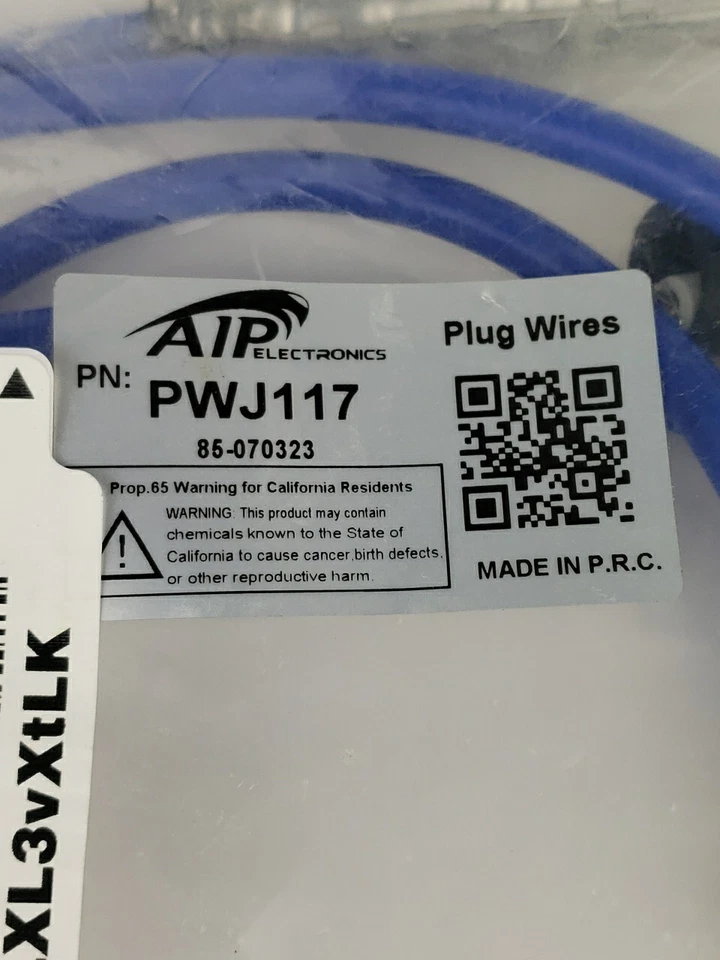 AIP
ELECTRONICS
Plug Wires
PN:
PWJ117
85-070323
Prop.65 Warning for California Residents
WARNING: This product may contain
chemicals known to the State of
California to cause cancer,birth defects,
or other reproductive harm.
MADE IN P.R.C.
XL3vXtLK